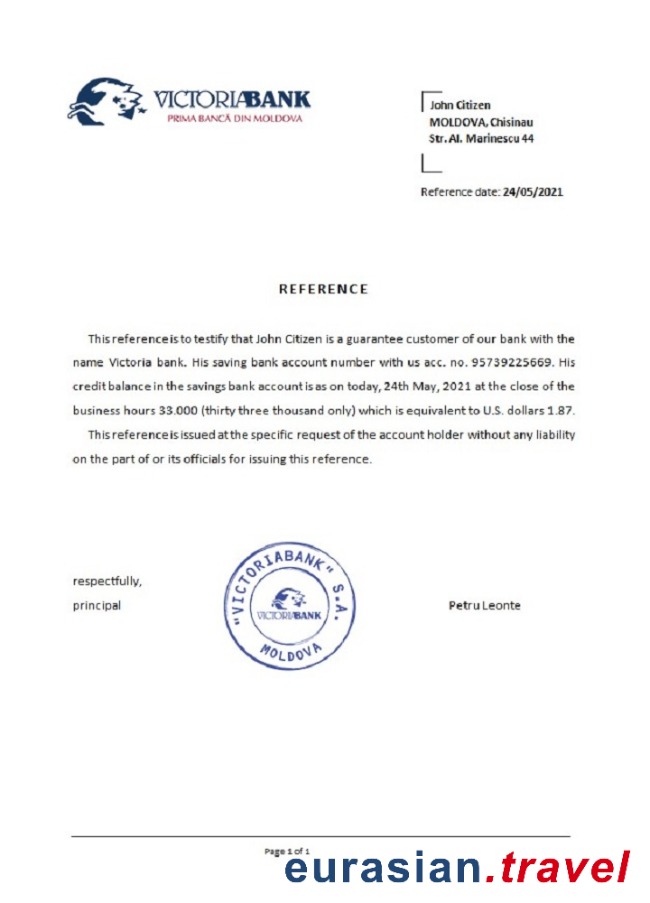 VICTORIABANK
PRIMA BANCĂ DIN MOLDOVA
John Citizen
MOLDOVA, Chisinau
Str. Al. Marinescu 44
Reference date: 24/05/2021
REFERENCE
This reference is to testify that John Citizen is a guarantee customer of our bank with the
name Victoria bank. His saving bank account number with us acc. no. 95739225669. His
credit balance in the savings bank account is as on today, 24th May, 2021 at the close of the
business hours 33.000 (thirty three thousand only) which is equivalent to U.S. dollars 1.87.
This reference is issued at the specific request of the account holder without any liability
on the part of or its officials for issuing this reference.
respectfully,
principal
"VICTORIABANK" S.A.
VICTORIABANK
MOLDOVA
Petru Leonte
Page 1 of 1
eurasian.travel